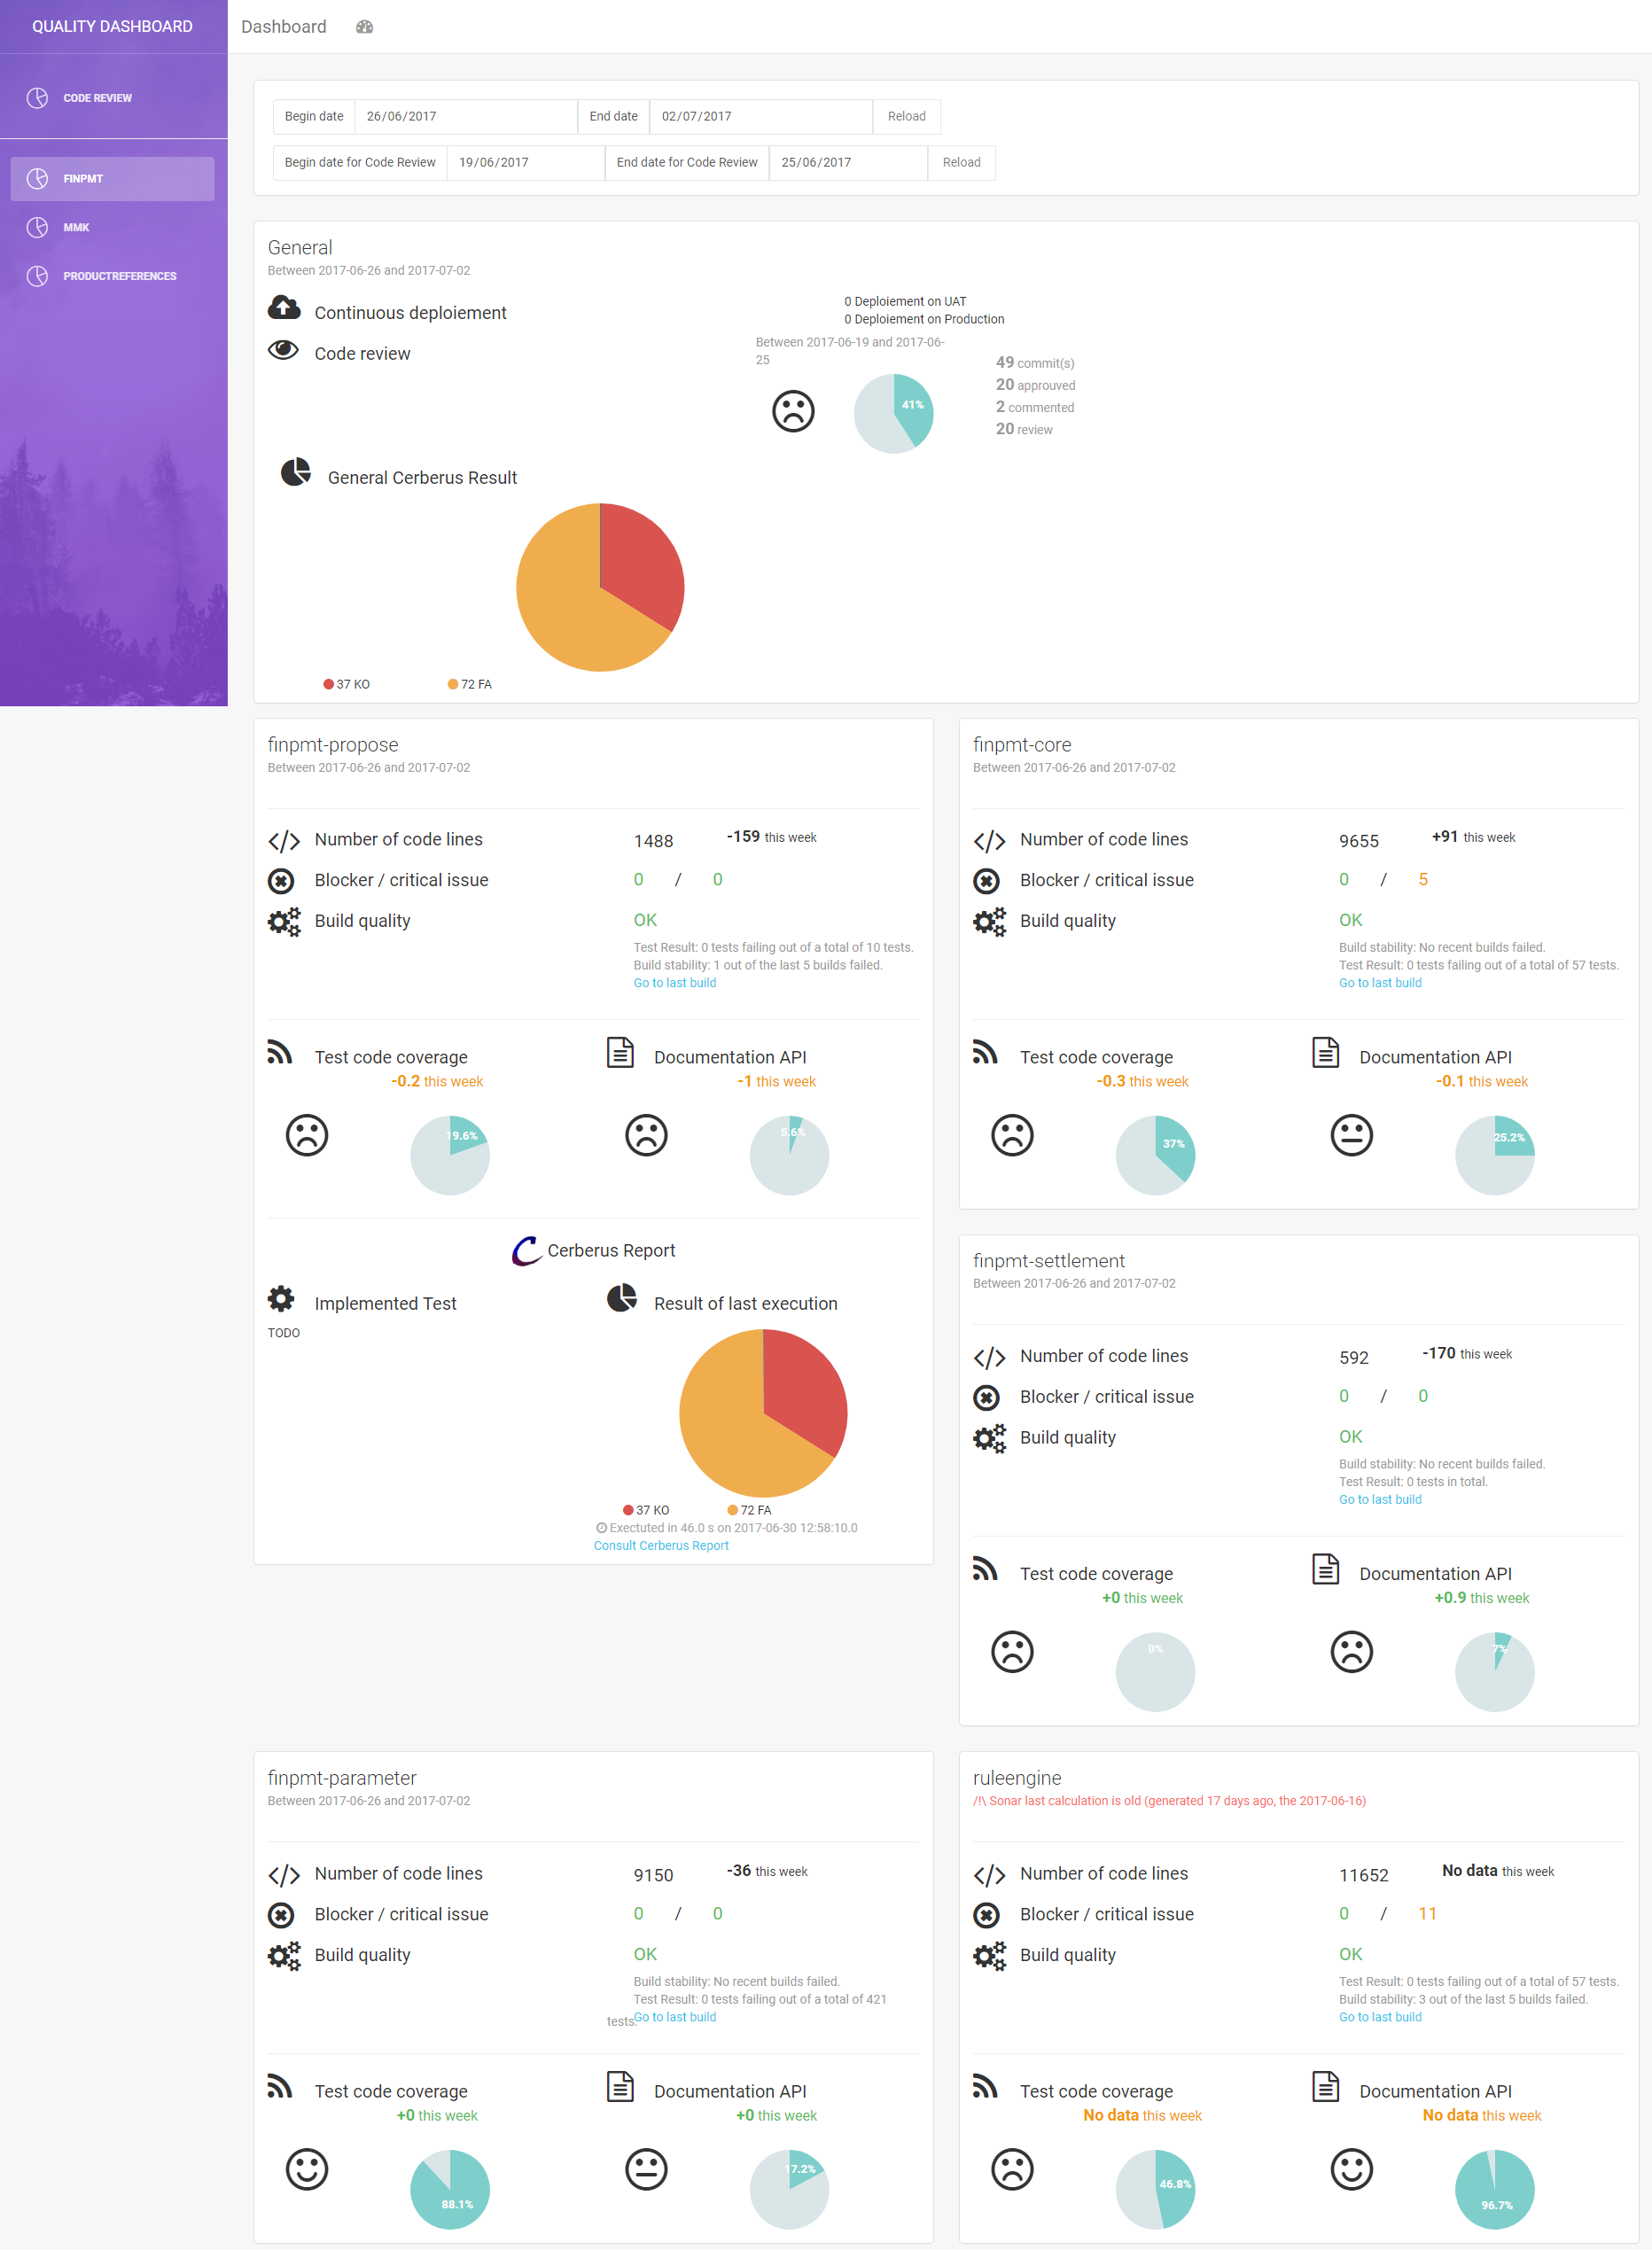 QUALITY DASHBOARD
CODE REVIEW
FINPMT
MMK
PRODUCTREFERENCES
Dashboard
Begin date 26/06/2017 End date 02/07/2017 Reload
Begin date for Code Review 19/06/2017 End date for Code Review 25/06/2017 Reload
General
Between 2017-06-26 and 2017-07-02
Continuous deploiement
0 Deploiement on UAT
0 Deploiement on Production
Code review
Between 2017-06-19 and 2017-06-
25
41%
49 commit(s)
20 approuved
2 commented
20 review
General Cerberus Result
37 KO 72 FA
finpmt-propose
Between 2017-06-26 and 2017-07-02
Number of code lines 1488 -159 this week
Blocker / critical issue 0 / 0
Build quality OK
Test Result: 0 tests failing out of a total of 10 tests.
Build stability: 1 out of the last 5 builds failed.
Go to last build
Test code coverage
-0.2 this week
19.6%
Documentation API
-1 this week
5.6%
Cerberus Report
Implemented Test
TODO
Result of last execution
37 KO 72 FA
Exectuted in 46.0 s on 2017-06-30 12:58:10.0
Consult Cerberus Report
finpmt-core
Between 2017-06-26 and 2017-07-02
Number of code lines 9655 +91 this week
Blocker / critical issue 0 / 5
Build quality OK
Build stability: No recent builds failed.
Test Result: 0 tests failing out of a total of 57 tests.
Go to last build
Test code coverage
-0.3 this week
37%
Documentation API
-0.1 this week
25.2%
finpmt-settlement
Between 2017-06-26 and 2017-07-02
Number of code lines 592 -170 this week
Blocker / critical issue 0 / 0
Build quality OK
Build stability: No recent builds failed.
Test Result: 0 tests in total.
Go to last build
Test code coverage
+0 this week
0%
Documentation API
+0.9 this week
7%
finpmt-parameter
Between 2017-06-26 and 2017-07-02
Number of code lines 9150 -36 this week
Blocker / critical issue 0 / 0
Build quality OK
Build stability: No recent builds failed.
Test Result: 0 tests failing out of a total of 421
tests.
Go to last build
Test code coverage
+0 this week
88.1%
Documentation API
+0 this week
17.2%
ruleengine
/!\ Sonar last calculation is old (generated 17 days ago, the 2017-06-16)
Number of code lines 11652 No data this week
Blocker / critical issue 0 / 11
Build quality OK
Test Result: 0 tests failing out of a total of 57 tests.
Build stability: 3 out of the last 5 builds failed.
Go to last build
Test code coverage
No data this week
46.8%
Documentation API
No data this week
96.7%